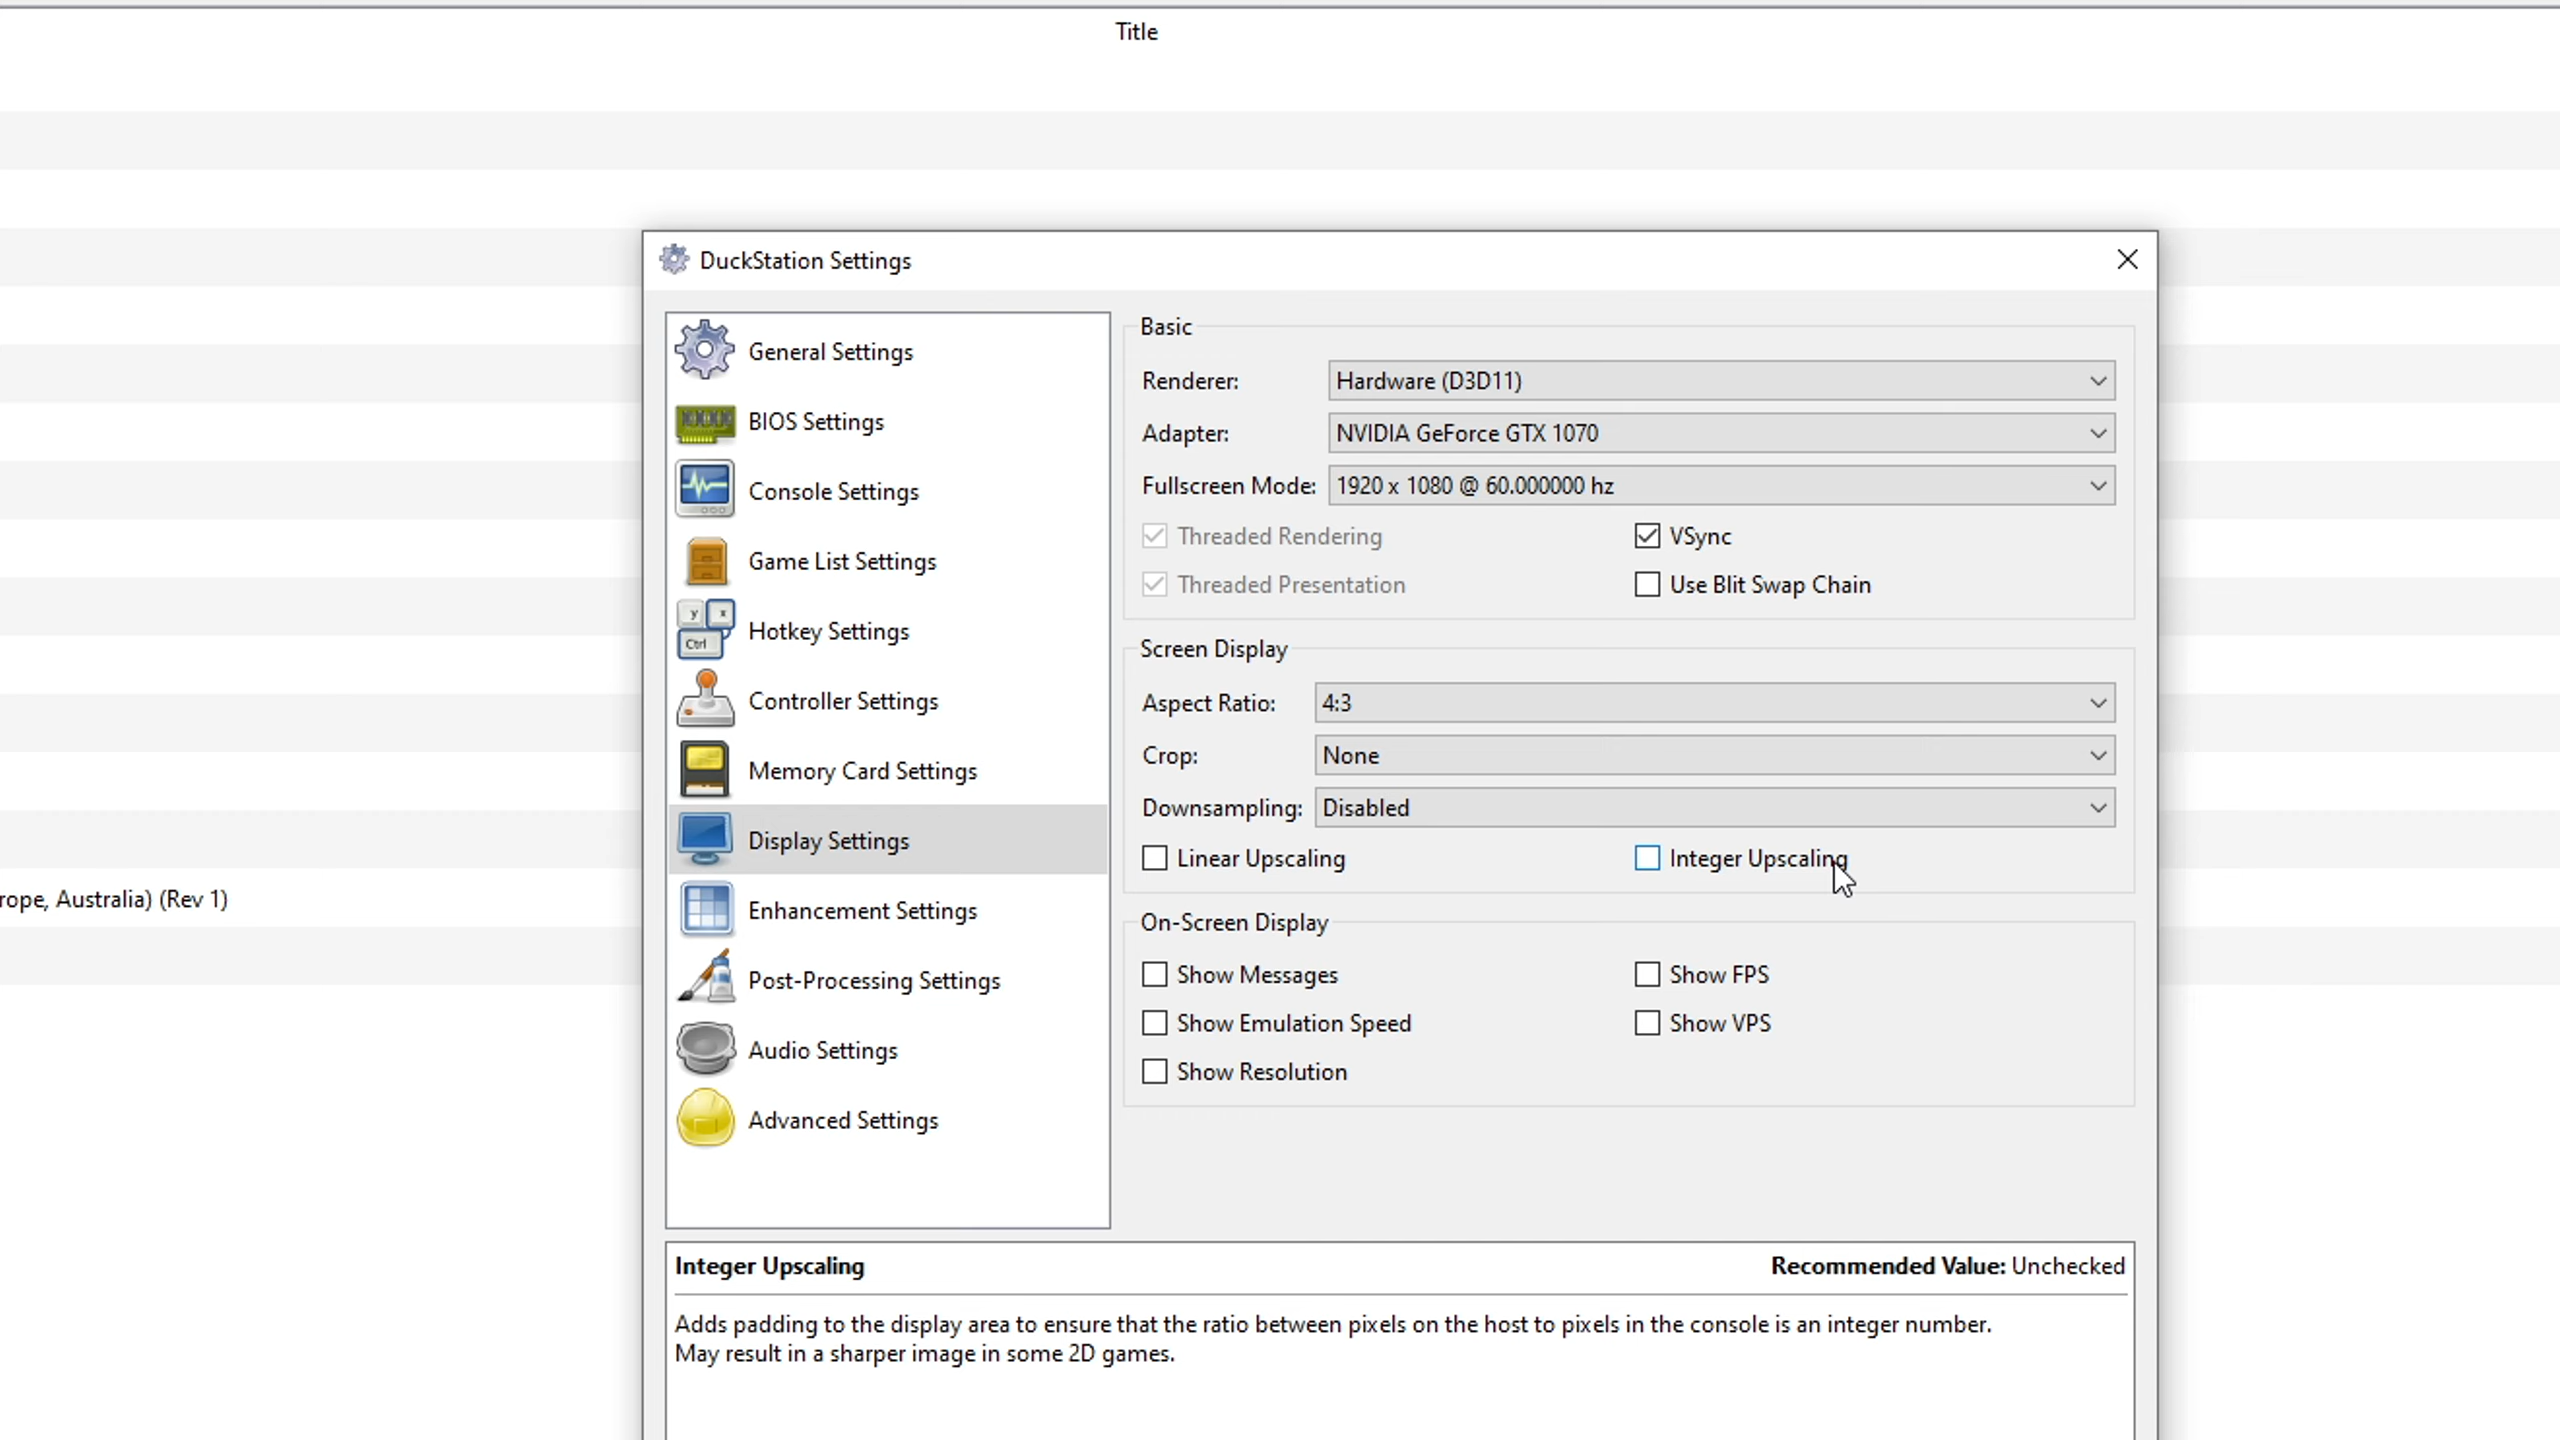 Title
DuckStation Settings
General Settings
BIOS Settings
Console Settings
Game List Settings
Hotkey Settings
Controller Settings
Memory Card Settings
Display Settings
Enhancement Settings
Post-Processing Settings
Audio Settings
Advanced Settings
Basic
Renderer: Hardware (D3D11)
Adapter: NVIDIA GeForce GTX 1070
Fullscreen Mode: 1920 x 1080 @ 60.000000 hz
Threaded Rendering VSync
Threaded Presentation Use Blit Swap Chain
Screen Display
Aspect Ratio: 4:3
Crop: None
Downsampling: Disabled
Linear Upscaling Integer Upscaling
On-Screen Display
Show Messages Show FPS
Show Emulation Speed Show VPS
Show Resolution
rope, Australia) (Rev 1)
Integer Upscaling Recommended Value: Unchecked
Adds padding to the display area to ensure that the ratio between pixels on the host to pixels in the console is an integer number.
May result in a sharper image in some 2D games.
y x
Ctrl